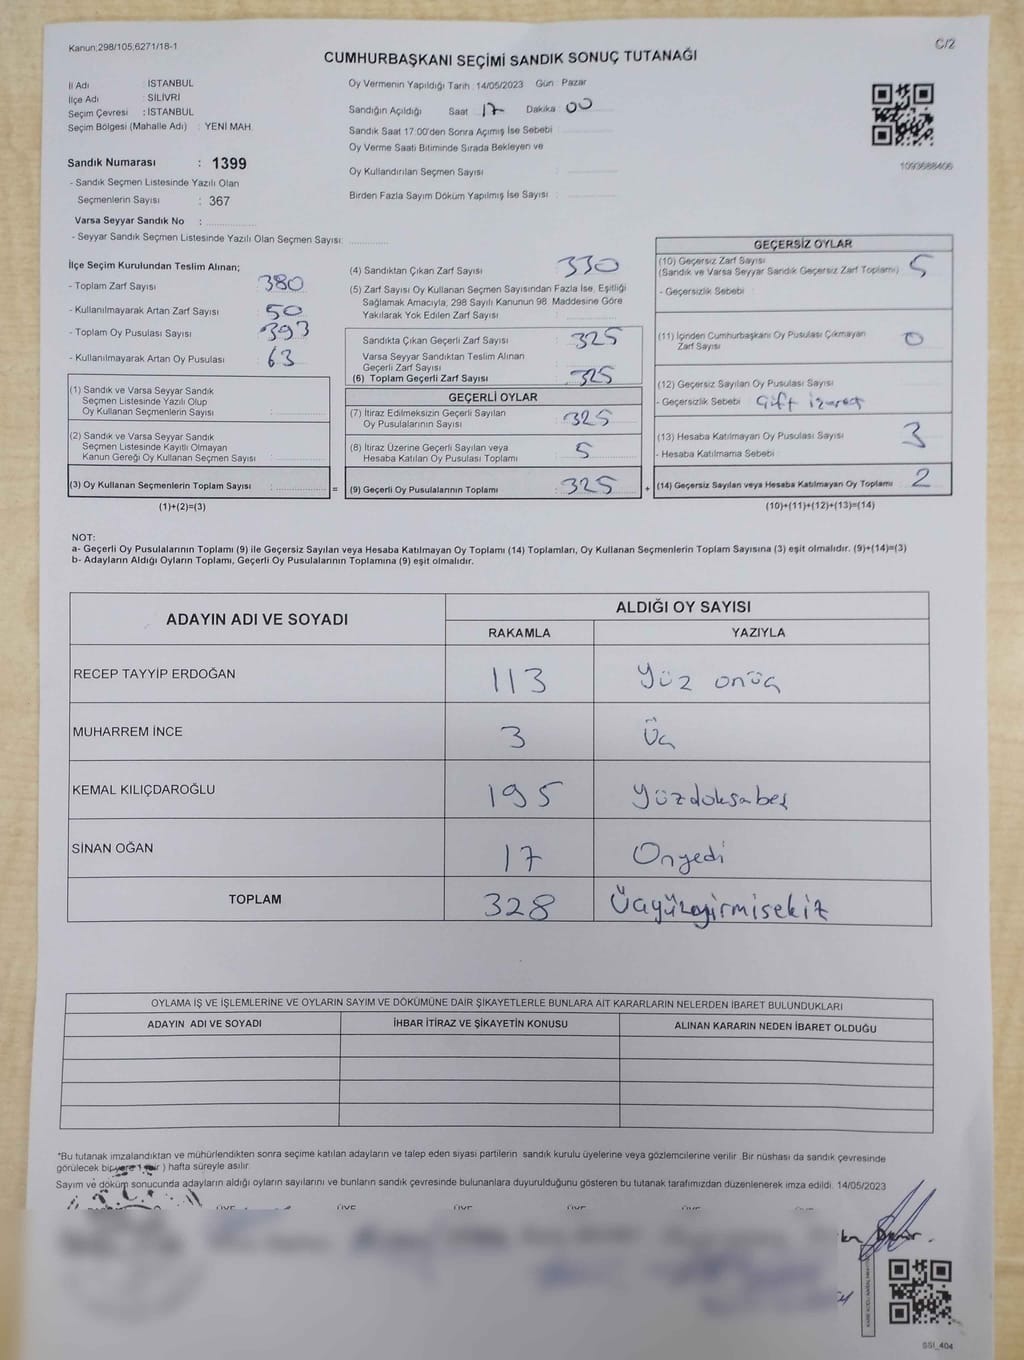 Kanun:298/105,6271/18-1
C/2
CUMHURBAŞKANI SEÇİMİ SANDIK SONUÇ TUTANAĞI
İl Adı : İSTANBUL
İlçe Adı : SİLİVRİ
Seçim Çevresi : İSTANBUL
Seçim Bölgesi (Mahalle Adı) : YENİ MAH.
Sandık Numarası : 1399
- Sandık Seçmen Listesinde Yazılı Olan
Seçmenlerin Sayısı : 367
Varsa Seyyar Sandık No :
- Seyyar Sandık Seçmen Listesinde Yazılı Olan Seçmen Sayısı:
Oy Vermenin Yapıldığı Tarih : 14/05/2023 Gün : Pazar
Sandığın Açıldığı Saat 17 Dakika 00
Sandık Saat 17:00'den Sonra Açımış İse Sebebi :
Oy Verme Saati Bitiminde Sırada Bekleyen ve
Oy Kullandırılan Seçmen Sayısı :
Birden Fazla Sayım Döküm Yapılmış İse Sayısı :
1093688406
İlçe Seçim Kurulundan Teslim Alınan;
- Toplam Zarf Sayısı : 380
- Kullanılmayarak Artan Zarf Sayısı : 50
- Toplam Oy Pusulası Sayısı : 393
- Kullanılmayarak Artan Oy Pusulası : 63
(1) Sandık ve Varsa Seyyar Sandık
Seçmen Listesinde Yazılı Olup
Oy Kullanan Seçmenlerin Sayısı :
(2) Sandık ve Varsa Seyyar Sandık
Seçmen Listesinde Kayıtlı Olmayan
Kanun Gereği Oy Kullanan Seçmen Sayısı :
(3) Oy Kullanan Seçmenlerin Toplam Sayısı :
(1)+(2)=(3)
=
(4) Sandıktan Çıkan Zarf Sayısı : 330
(5) Zarf Sayısı Oy Kullanan Seçmen Sayısından Fazla İse, Eşitliği
Sağlamak Amacıyla, 298 Sayılı Kanunun 98. Maddesine Göre
Yakılarak Yok Edilen Zarf Sayısı :
Sandıkta Çıkan Geçerli Zarf Sayısı : 325
Varsa Seyyar Sandıktan Teslim Alınan
Geçerli Zarf Sayısı :
(6) Toplam Geçerli Zarf Sayısı : 325
GEÇERLİ OYLAR
(7) İtiraz Edilmeksizin Geçerli Sayılan
Oy Pusulalarının Sayısı : 325
(8) İtiraz Üzerine Geçerli Sayılan veya
Hesaba Katılan Oy Pusulası Toplamı : 5
(9) Geçerli Oy Pusulalarının Toplamı : 325
+
GEÇERSİZ OYLAR
(10) Geçersiz Zarf Sayısı
(Sandık ve Varsa Seyyar Sandık Geçersiz Zarf Toplamı) : 5
- Geçersizlik Sebebi :
(11) İçinden Cumhurbaşkanı Oy Pusulası Çıkmayan
Zarf Sayısı : 0
(12) Geçersiz Sayılan Oy Pusulası Sayısı :
- Geçersizlik Sebebi : Çift işaret
(13) Hesaba Katılmayan Oy Pusulası Sayısı : 3
- Hesaba Katılmama Sebebi :
(14) Geçersiz Sayılan veya Hesaba Katılmayan Oy Toplamı : 2
(10)+(11)+(12)+(13)=(14)
NOT:
a- Geçerli Oy Pusulalarının Toplamı (9) ile Geçersiz Sayılan veya Hesaba Katılmayan Oy Toplamı (14) Toplamları, Oy Kullanan Seçmenlerin Toplam Sayısına (3) eşit olmalıdır. (9)+(14)=(3)
b- Adayların Aldığı Oyların Toplamı, Geçerli Oy Pusulalarının Toplamına (9) eşit olmalıdır.
ADAYIN ADI VE SOYADI ALDIĞI OY SAYISI
RAKAMLA YAZIYLA
RECEP TAYYİP ERDOĞAN 113 Yüz onüç
MUHARREM İNCE 3 Üç
KEMAL KILIÇDAROĞLU 195 Yüzdoksabeş
SİNAN OĞAN 17 Onyedi
TOPLAM 328 Üçyüzyirmisekiz
OYLAMA İŞ VE İŞLEMLERİNE VE OYLARIN SAYIM VE DÖKÜMÜNE DAİR ŞİKAYETLERLE BUNLARA AİT KARARLARIN NELERDEN İBARET BULUNDUKLARI
ADAYIN ADI VE SOYADI İHBAR İTİRAZ VE ŞİKAYETİN KONUSU ALINAN KARARIN NEDEN İBARET OLDUĞU
*Bu tutanak imzalandıktan ve mühürlendikten sonra seçime katılan adayların ve talep eden siyasi partilerin sandık kurulu üyelerine veya gözlemcilerine verilir .Bir nüshası da sandık çevresinde
görülecek bir yere 1 (bir ) hafta süreyle asılır.
Sayım ve döküm sonucunda adayların aldığı oyların sayılarını ve bunların sandık çevresinde bulunanlara duyurulduğunu gösteren bu tutanak tarafımızdan düzenlenerek imza edildi. 14/05/2023
ÜYE ÜYE ÜYE ÜYE ÜYE ÜYE
SSİ_404